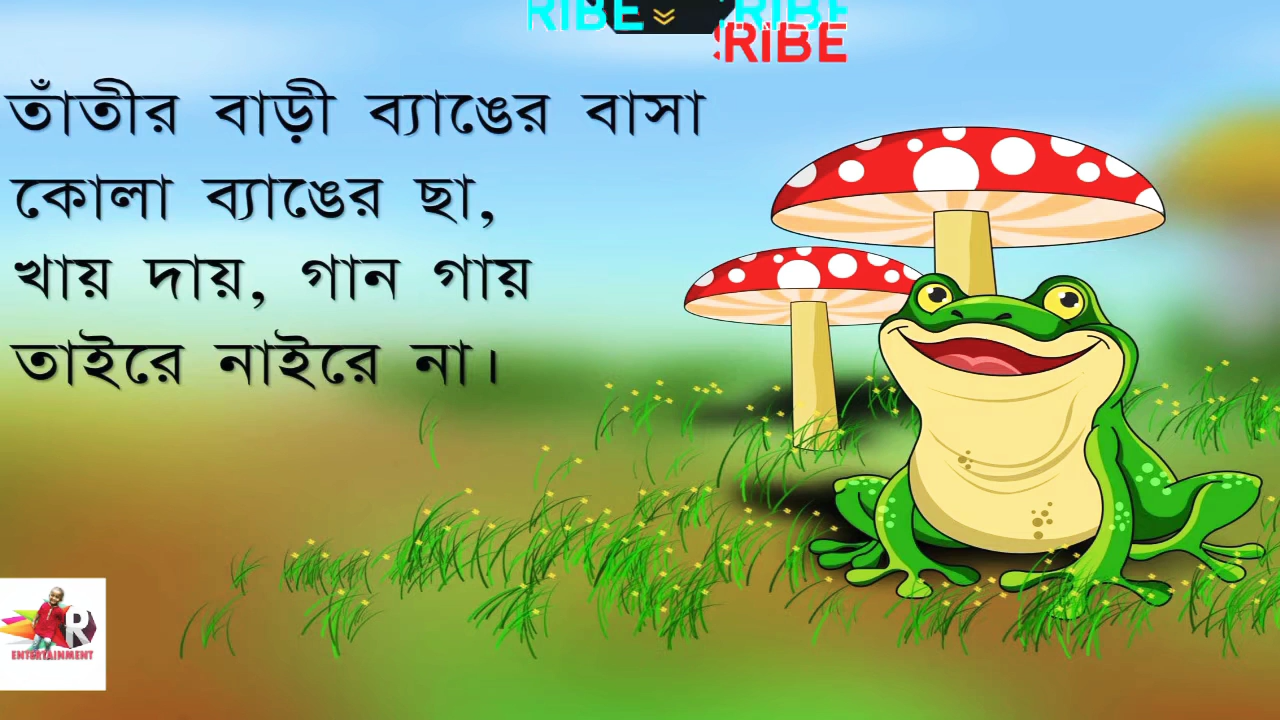 RIBE RIBE
RIBE
তাঁতীর বাড়ী ব্যাঙের বাসা
কোলা ব্যাঙের ছা,
খায় দায়, গান গায়
তাইরে নাইরে না।
R
ENTERTAINMENT